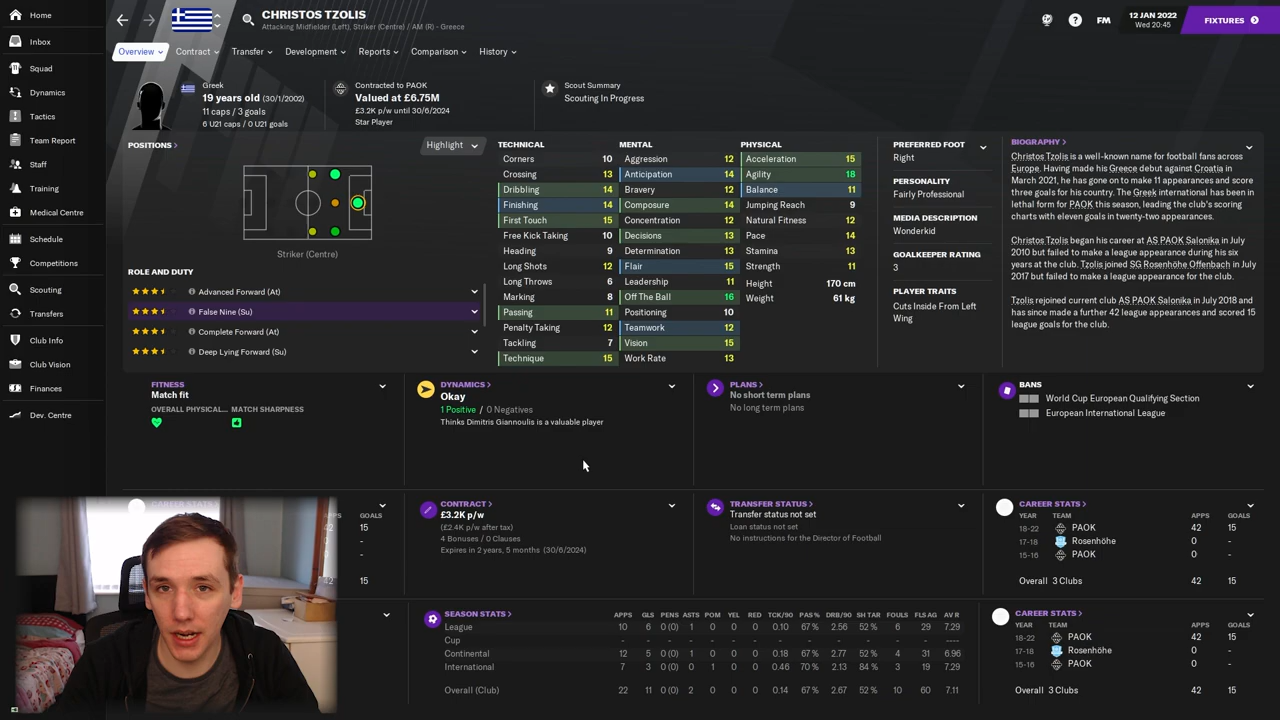 Home
Inbox
Squad
Dynamics
Tactics
Team Report
Staff
Training
Medical Centre
Schedule
Competitions
Scouting
Transfers
Club Info
Club Vision
Finances
Dev. Centre
CHRISTOS TZOLIS
Attacking Midfielder (Left), Striker (Centre) / AM (R) - Greece
FM
12 JAN 2022
Wed 20:45
FIXTURES
Overview
Contract
Transfer
Development
Reports
Comparison
History
Greek
19 years old (30/1/2002)
11 caps / 3 goals
6 U21 caps / 0 U21 goals
Contracted to PAOK
Valued at £6.75M
£3.2K p/w until 30/6/2024
Star Player
Scout Summary
Scouting In Progress
POSITIONS
Highlight
Striker (Centre)
ROLE AND DUTY
Advanced Forward (At)
False Nine (Su)
Complete Forward (At)
Deep Lying Forward (Su)
TECHNICAL
Corners 10
Crossing 13
Dribbling 14
Finishing 14
First Touch 15
Free Kick Taking 10
Heading 9
Long Shots 12
Long Throws 6
Marking 8
Passing 11
Penalty Taking 12
Tackling 7
Technique 15
MENTAL
Aggression 12
Anticipation 14
Bravery 12
Composure 14
Concentration 12
Decisions 13
Determination 13
Flair 15
Leadership 11
Off The Ball 16
Positioning 10
Teamwork 12
Vision 15
Work Rate 13
PHYSICAL
Acceleration 15
Agility 18
Balance 11
Jumping Reach 9
Natural Fitness 12
Pace 14
Stamina 13
Strength 11
Height 170 cm
Weight 61 kg
PREFERRED FOOT
Right
PERSONALITY
Fairly Professional
MEDIA DESCRIPTION
Wonderkid
GOALKEEPER RATING
3
PLAYER TRAITS
Cuts Inside From Left
Wing
BIOGRAPHY
Christos Tzolis is a well-known name for football fans across
Europe. Having made his Greece debut against Croatia in
March 2021, he has gone on to make 11 appearances and score
three goals for his country. The Greek international has been in
lethal form for PAOK this season, leading the club's scoring
charts with eleven goals in twenty-two appearances.
Christos Tzolis began his career at AS PAOK Salonika in July
2010 but failed to make a league appearance during his six
years at the club. Tzolis joined SG Rosenhöhe Offenbach in July
2017 but failed to make a league appearance for the club.
Tzolis rejoined current club AS PAOK Salonika in July 2018 and
has since made a further 42 league appearances and scored 15
league goals for the club.
FITNESS
Match fit
OVERALL PHYSICAL... MATCH SHARPNESS
DYNAMICS
Okay
1 Positive / 0 Negatives
Thinks Dimitris Giannoulis is a valuable player
PLANS
No short term plans
No long term plans
BANS
World Cup European Qualifying Section
European International League
CAREER STATS
APPS GOALS
42 15
0 -
0 -
42 15
CONTRACT
£3.2K p/w
(£2.4K p/w after tax)
4 Bonuses / 0 Clauses
Expires in 2 years, 5 months (30/6/2024)
TRANSFER STATUS
Transfer status not set
Loan status not set
No instructions for the Director of Football
CAREER STATS
YEAR TEAM APPS GOALS
18-22 PAOK 42 15
17-18 Rosenhöhe 0 -
15-16 PAOK 0 -
Overall 3 Clubs 42 15
SEASON STATS APPS GLS PENS ASTS POM YEL RED TCK/90 PAS % DRB/90 SH TAR FOULS FLS AG AV R
League 10 6 0 (0) 1 0 0 0 0.10 67 % 2.56 52 % 6 29 7.29
Cup - - - - - - - - - - - - - ----
Continental 12 5 0 (0) 1 0 0 0 0.18 67 % 2.77 52 % 4 31 6.96
International 7 3 0 (0) 0 1 0 0 0.46 70 % 2.13 84 % 3 19 7.29
Overall (Club) 22 11 0 (0) 2 0 0 0 0.14 67 % 2.67 52 % 10 60 7.11
CAREER STATS
YEAR TEAM APPS GOALS
18-22 PAOK 42 15
17-18 Rosenhöhe 0 -
15-16 PAOK 0 -
Overall 3 Clubs 42 15